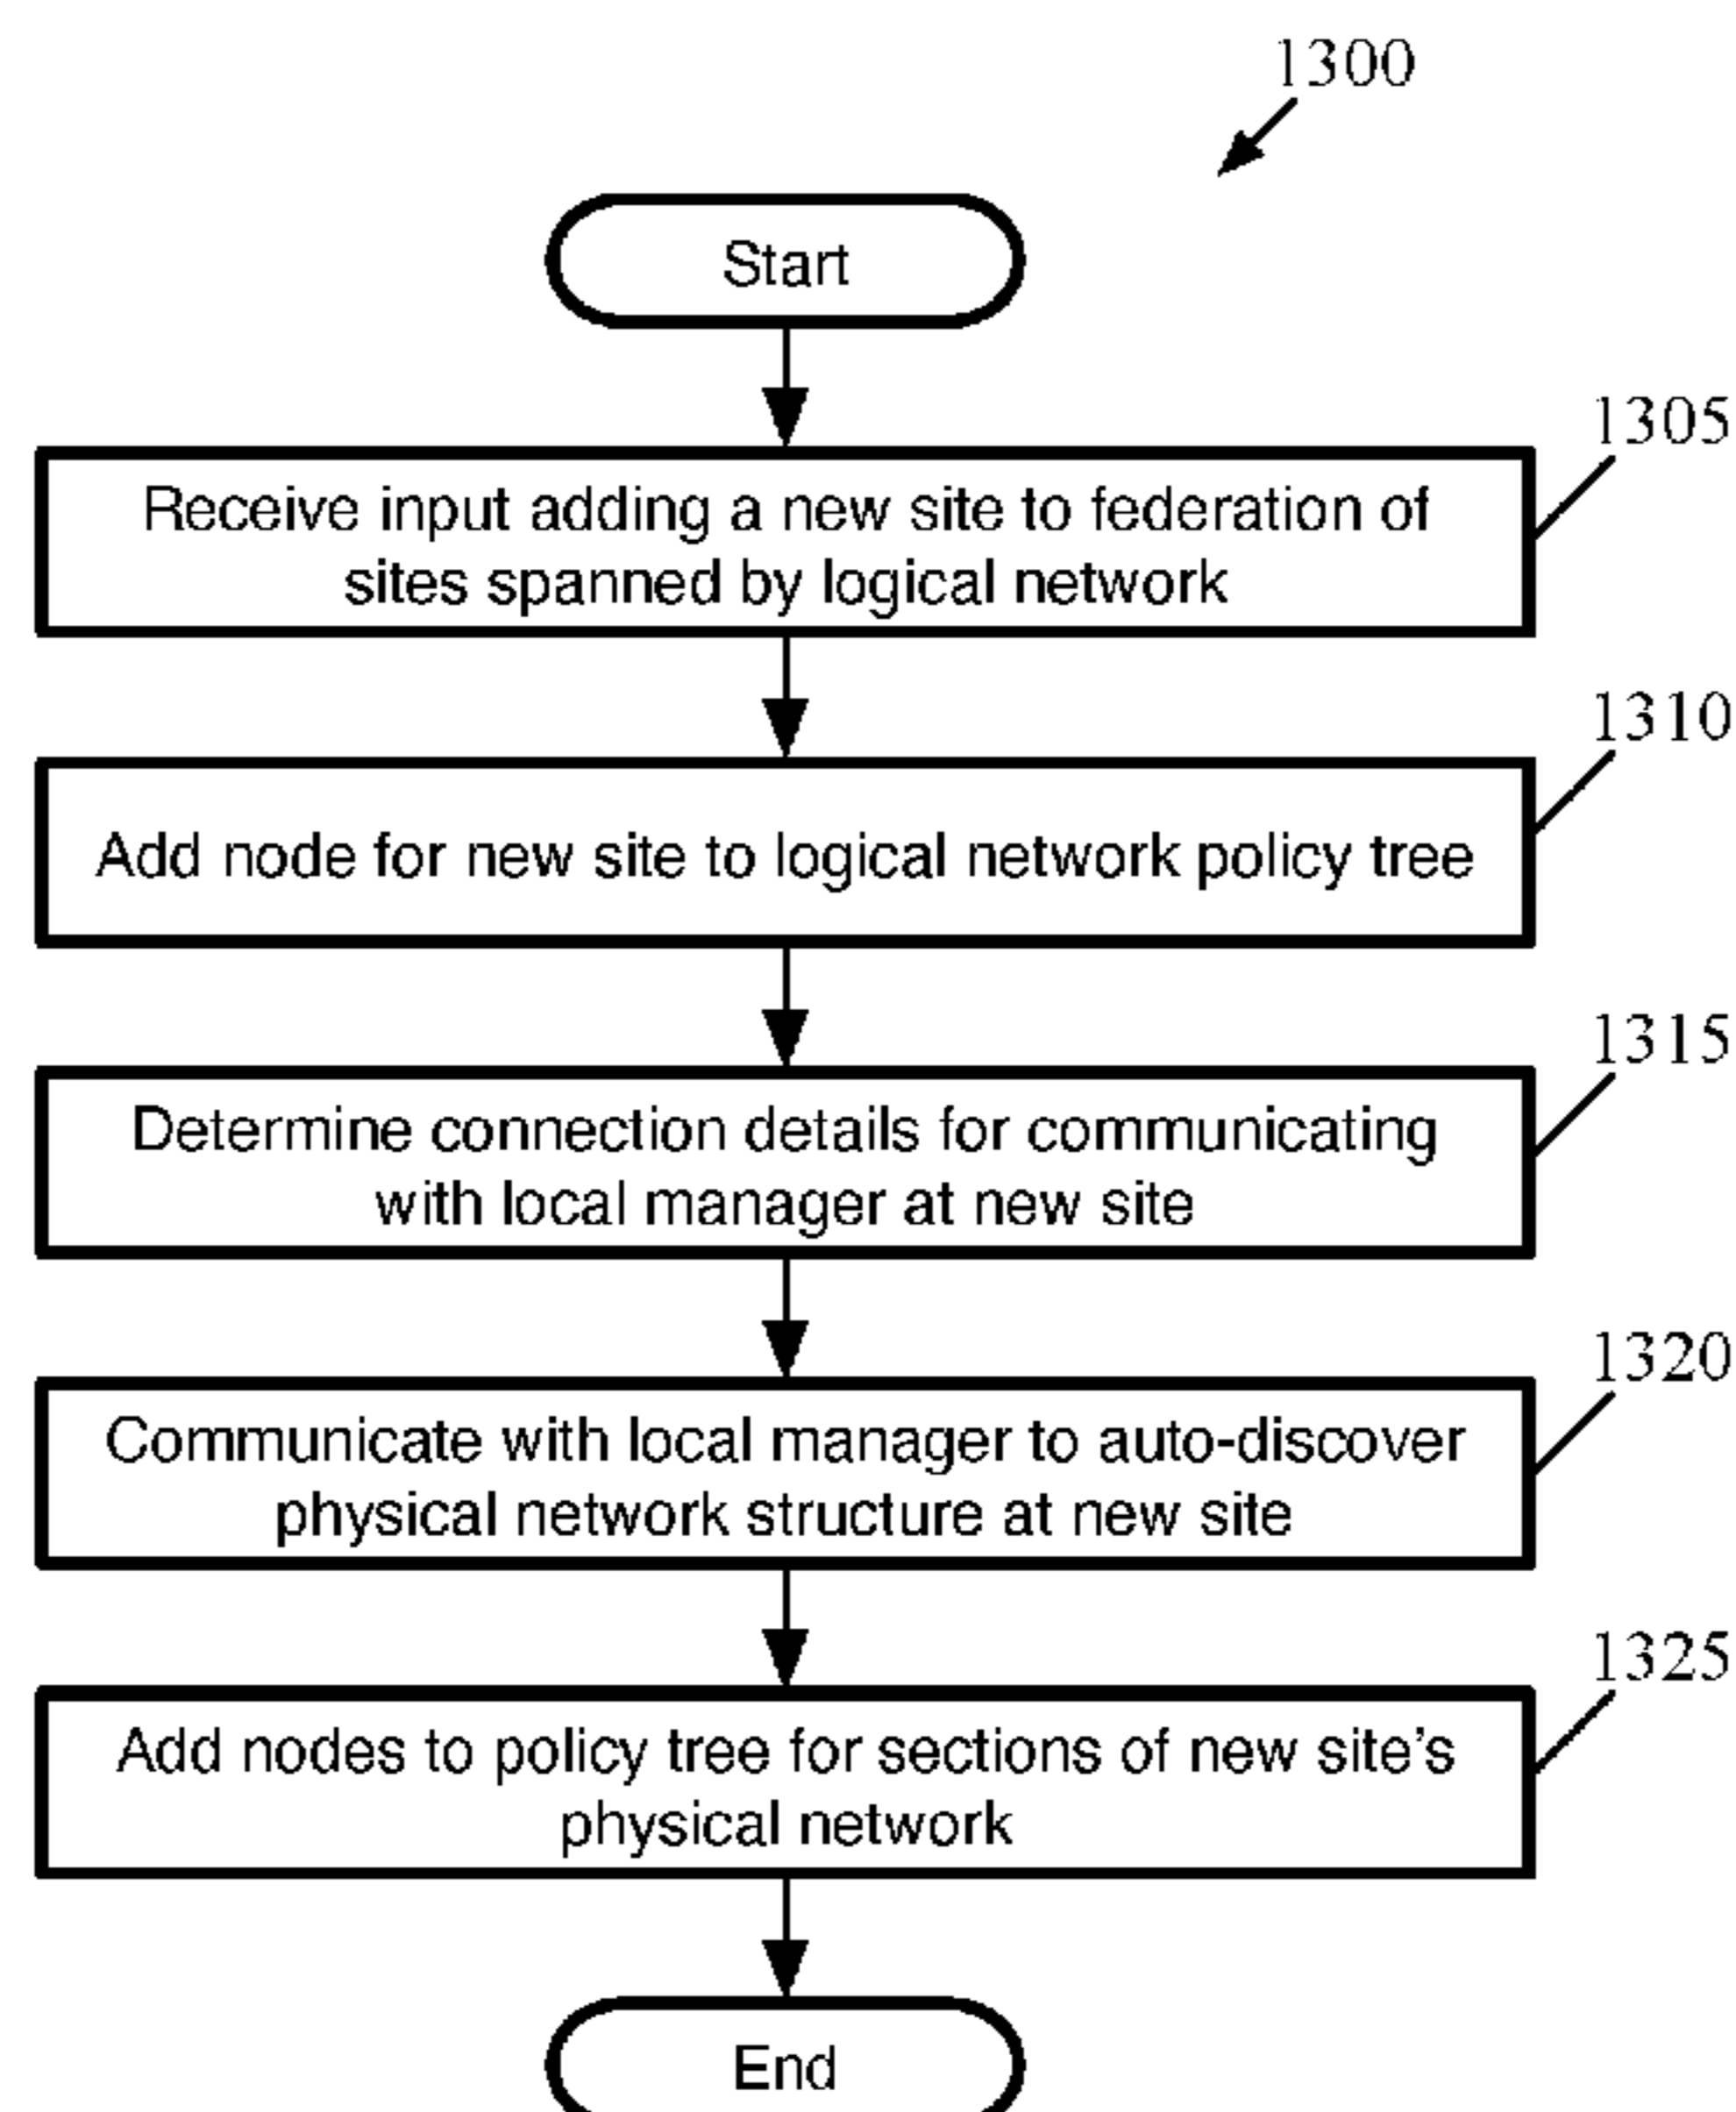 1300
Start
1305
Receive input adding a new site to federation of
sites spanned by logical network
1310
Add node for new site to logical network policy tree
1315
Determine connection details for communicating
with local manager at new site
1320
Communicate with local manager to auto-discover
physical network structure at new site
1325
Add nodes to policy tree for sections of new site's
physical network
End